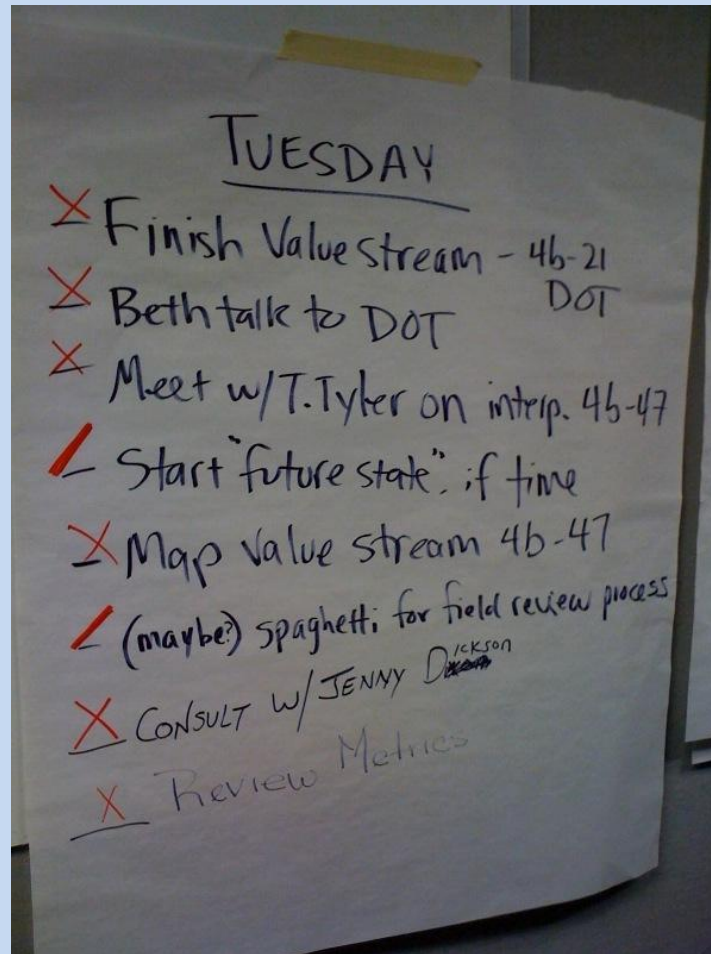 TUESDAY
X Finish Value stream - 4b-21
DOT
X Beth talk to DOT
X Meet w/T.Tyler on interp. 4b-47
/ Start "future state". if time
X Map value stream 4b-47
/ (maybe?) spaghetti for field review process
X CONSULT W/ JENNY Dickson
X Review Metrics